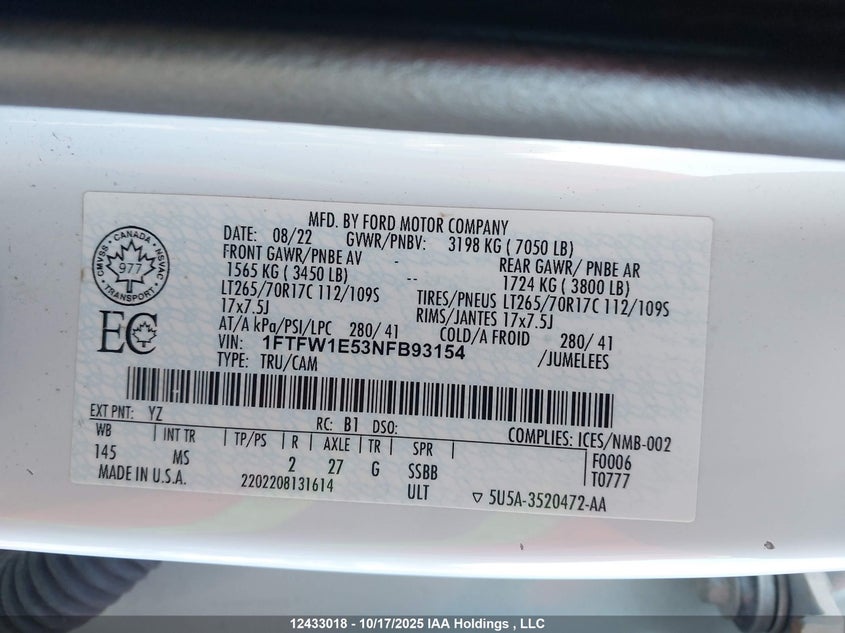 MFD. BY FORD MOTOR COMPANY
DATE: 08/22 GVWR/PNBV: 3198 KG ( 7050 LB)
FRONT GAWR/PNBE AV - REAR GAWR/ PNBE AR
1565 KG ( 3450 LB) -- 1724 KG ( 3800 LB)
LT265/70R17C 112/109S TIRES/PNEUS LT265/70R17C 112/109S
17x7.5J RIMS/JANTES 17x7.5J
AT/A kPa/PSI/LPC 280/ 41 COLD/A FROID 280/ 41
VIN: 1FTFW1E53NFB93154 /JUMELEES
TYPE: TRU/CAM
CANADA
CMVSS NSVAC
977
TRANSPORT
EC
EXT PNT: YZ RC: B1 DSO: COMPLIES: ICES/NMB-002
WB | INT TR | TP/PS | R | AXLE | TR | SPR | F0006
145 MS 2 27 G SSBB T0777
MADE IN U.S.A. 2202208131614 ULT ▽ 5U5A-3520472-AA
12433018 - 10/17/2025 IAA Holdings , LLC